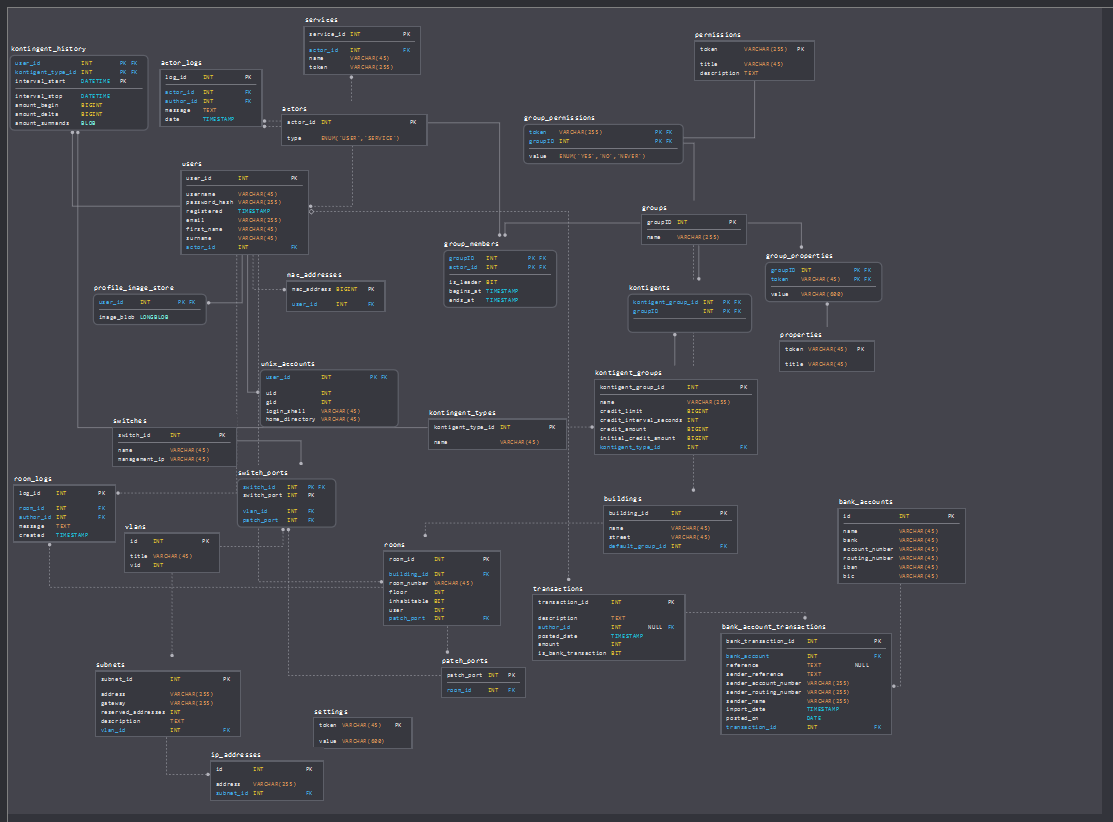 services
service_id INT PK
actor_id INT FK
name VARCHAR(45)
token VARCHAR(255)
permissions
token VARCHAR(255) PK
title VARCHAR(45)
description TEXT
kontingent_history
user_id INT PK FK
kontigent_type_id INT PK FK
interval_start DATETIME PK
interval_stop DATETIME
amount_begin BIGINT
amount_delta BIGINT
amount_summands BLOB
actor_logs
log_id INT PK
actor_id INT FK
author_id INT FK
message TEXT
date TIMESTAMP
actors
actor_id INT PK
type ENUM('USER','SERVICE')
group_permissions
token VARCHAR(255) PK FK
groupID INT PK FK
value ENUM('YES','NO','NEVER')
users
user_id INT PK
username VARCHAR(45)
password_hash VARCHAR(255)
registered TIMESTAMP
email VARCHAR(255)
first_name VARCHAR(45)
surname VARCHAR(45)
actor_id INT FK
groups
groupID INT PK
name VARCHAR(255)
group_members
groupID INT PK FK
actor_id INT PK FK
is_leader BIT
begins_at TIMESTAMP
ends_at TIMESTAMP
group_properties
groupID INT PK FK
token VARCHAR(45) PK FK
value VARCHAR(600)
mac_addresses
mac_address BIGINT PK
user_id INT FK
profile_image_store
user_id INT PK FK
image_blob LONGBLOB
kontigents
kontigent_group_id INT PK FK
groupID INT PK FK
properties
token VARCHAR(45) PK
title VARCHAR(45)
unix_accounts
user_id INT PK FK
uid INT
gid INT
login_shell VARCHAR(45)
home_directory VARCHAR(45)
kontigent_groups
kontigent_group_id INT PK
name VARCHAR(255)
credit_limit BIGINT
credit_interval_seconds INT
credit_amount BIGINT
initial_credit_amount BIGINT
kontigent_type_id INT FK
kontingent_types
kontigent_type_id INT PK
name VARCHAR(45)
switches
switch_id INT PK
name VARCHAR(45)
management_ip VARCHAR(45)
switch_ports
switch_id INT PK FK
switch_port INT PK
vlan_id INT FK
patch_port INT FK
room_logs
log_id INT PK
room_id INT FK
author_id INT FK
message TEXT
created TIMESTAMP
vlans
id INT PK
title VARCHAR(45)
vid INT
buildings
building_id INT PK
name VARCHAR(45)
street VARCHAR(45)
default_group_id INT FK
bank_accounts
id INT PK
name VARCHAR(45)
bank VARCHAR(45)
account_number VARCHAR(45)
routing_number VARCHAR(45)
iban VARCHAR(45)
bic VARCHAR(45)
rooms
room_id INT PK
building_id INT FK
room_number VARCHAR(45)
floor INT
inhabitable BIT
user INT
patch_port INT FK
transactions
transaction_id INT PK
description TEXT
author_id INT NULL FK
posted_date TIMESTAMP
amount INT
is_bank_transaction BIT
bank_account_transactions
bank_transaction_id INT PK
bank_account INT FK
reference TEXT NULL
sender_reference TEXT
sender_account_number VARCHAR(255)
sender_routing_number VARCHAR(255)
sender_name VARCHAR(255)
import_date TIMESTAMP
posted_on DATE
transaction_id INT FK
patch_ports
patch_port INT PK
room_id INT FK
subnets
subnet_id INT PK
address VARCHAR(255)
gateway VARCHAR(255)
reserved_addresses INT
description TEXT
vlan_id INT FK
settings
token VARCHAR(45) PK
value VARCHAR(600)
ip_addresses
id INT PK
address VARCHAR(255)
subnet_id INT FK